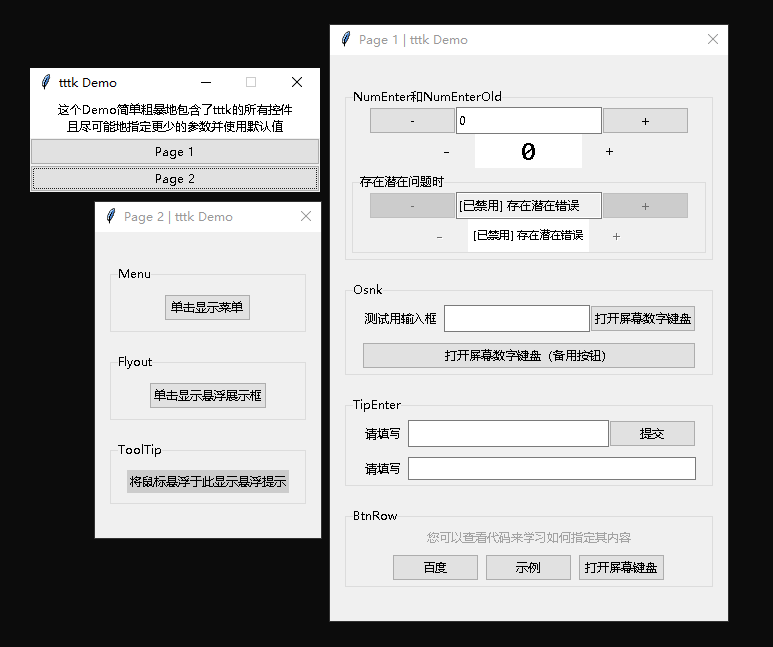 tttk Demo
这个Demo简单粗暴地包含了tttk的所有控件
且尽可能地指定更少的参数并使用默认值
Page 1
Page 2
Page 2 | tttk Demo
Menu
单击显示菜单
Flyout
单击显示悬浮展示框
ToolTip
将鼠标悬浮于此显示悬浮提示
Page 1 | tttk Demo
NumEnter和NumEnterOld
- 0 +
- 0 +
存在潜在问题时
- [已禁用] 存在潜在错误 +
- [已禁用] 存在潜在错误 +
Osnk
测试用输入框 打开屏幕数字键盘
打开屏幕数字键盘（备用按钮）
TipEnter
请填写 提交
请填写
BtnRow
您可以查看代码来学习如何指定其内容
百度 示例 打开屏幕键盘